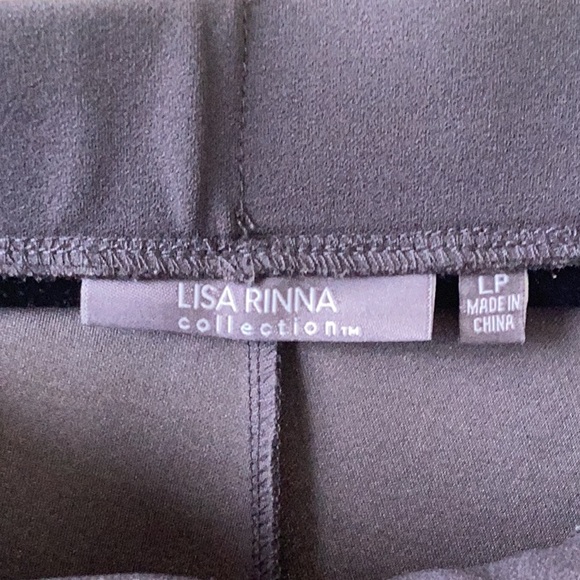 LISA RINNA
collection™
LP
MADE IN
CHINA